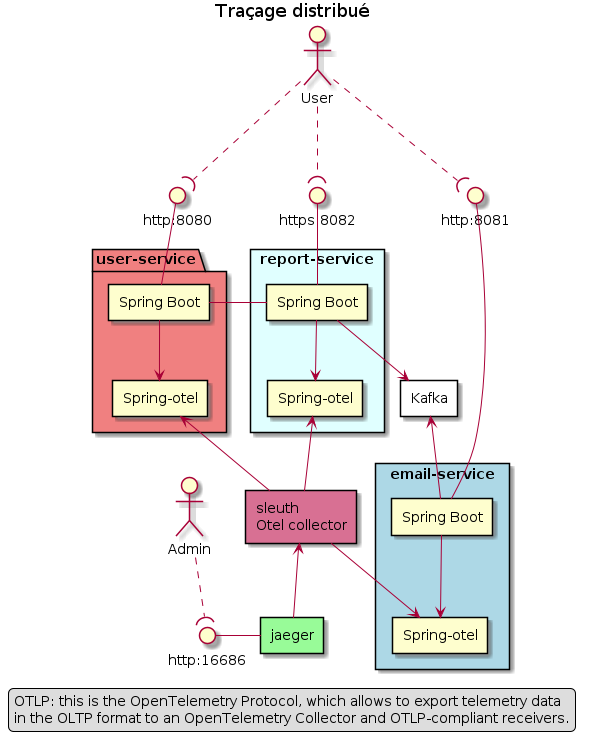 Traçage distribué
User
http:8080
https:8082
http:8081
user-service
report-service
Spring Boot
Spring Boot
Spring-otel
Spring-otel
Kafka
email-service
sleuth
Otel collector
Spring Boot
Admin
jaeger
Spring-otel
http:16686
OTLP: this is the OpenTelemetry Protocol, which allows to export telemetry data
in the OLTP format to an OpenTelemetry Collector and OTLP-compliant receivers.